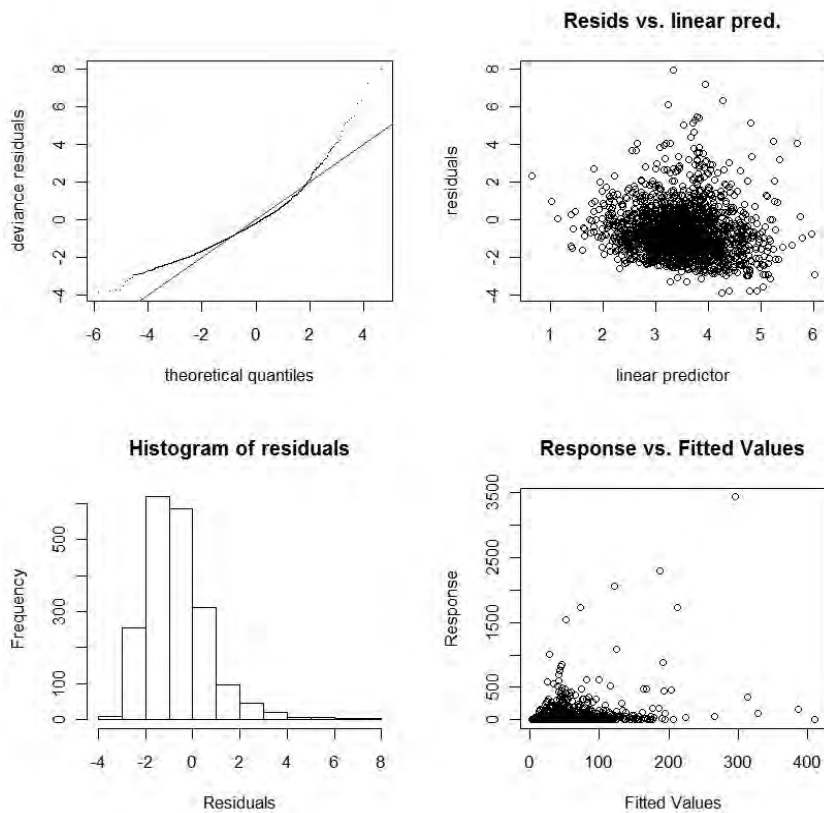 Resids vs. linear pred.
deviance residuals
-4 -2 0 2 4 6 8
-6 -4 -2 0 2 4
theoretical quantiles
residuals
-4 -2 0 2 4 6 8
1 2 3 4 5 6
linear predictor
Histogram of residuals
Frequency
0 100 300 500
-4 -2 0 2 4 6 8
Residuals
Response vs. Fitted Values
Response
0 500 1500 2500 3500
0 100 200 300 400
Fitted Values